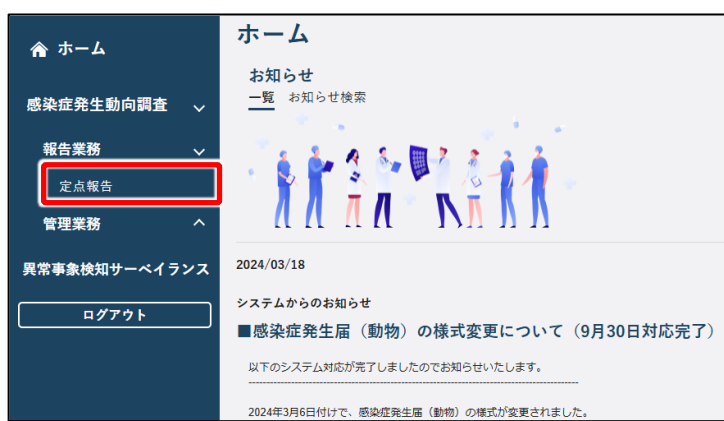 ホーム
感染症発生動向調査
報告業務
定点報告
管理業務
異常事象検知サーベイランス
ログアウト
ホーム
お知らせ
一覧 お知らせ検索
2024/03/18
システムからのお知らせ
■感染症発生届（動物）の様式変更について（9月30日対応完了）
以下のシステム対応が完了しましたのでお知らせいたします。
2024年3月6日付けで、感染症発生届（動物）の様式が変更されました。